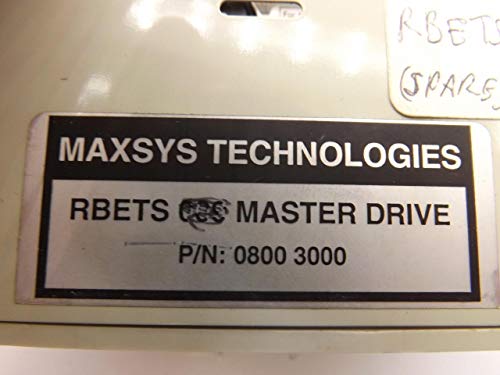 RBETS
(SPARE
MAXSYS TECHNOLOGIES
RBETS MASTER DRIVE
P/N: 0800 3000